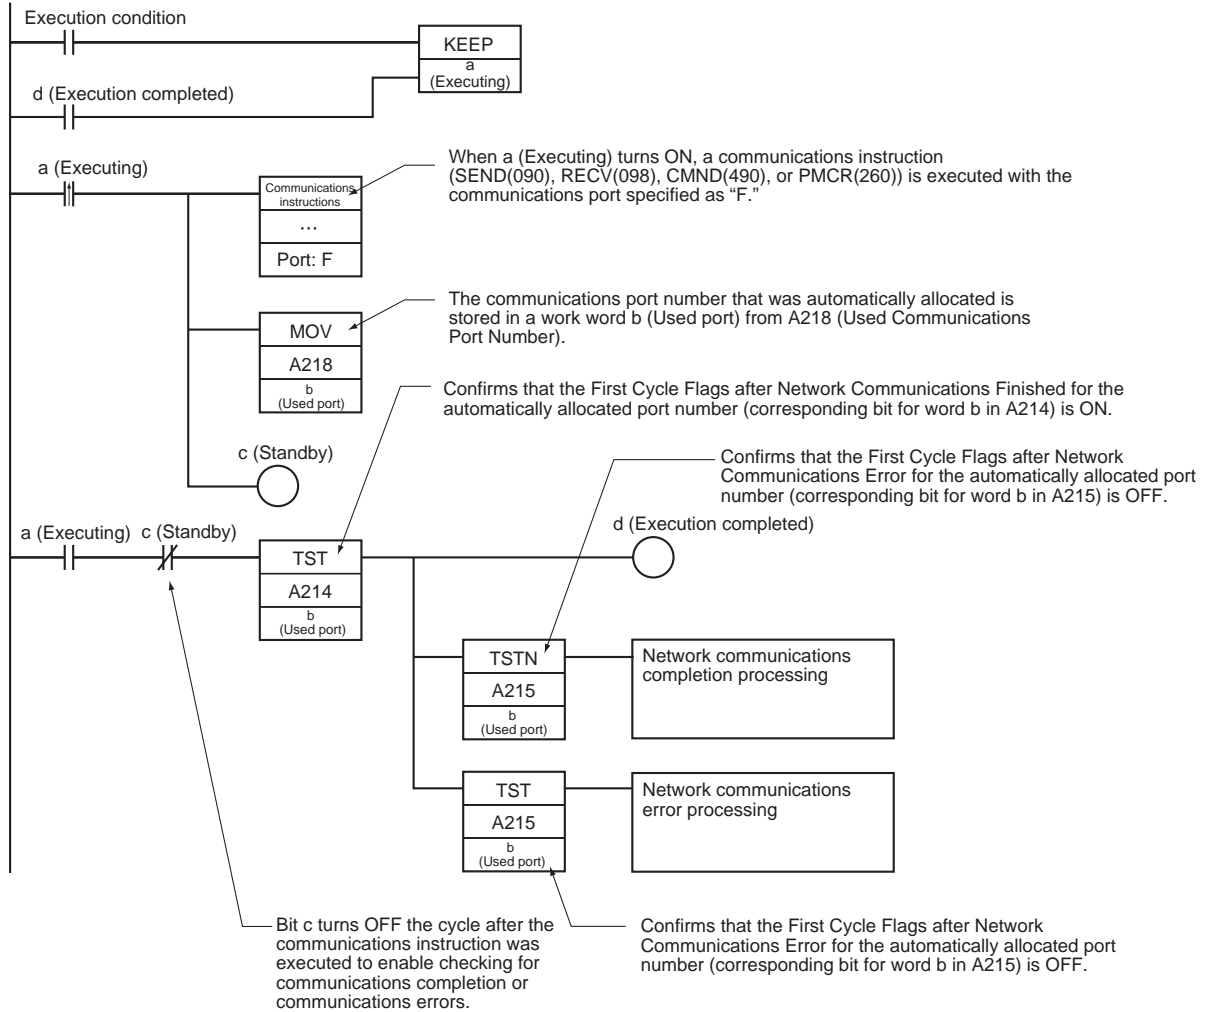 Execution condition
KEEP
a
(Executing)
d (Execution completed)
a (Executing)
Communications
instructions
...
Port: F
When a (Executing) turns ON, a communications instruction
(SEND(090), RECV(098), CMND(490), or PMCR(260)) is executed with the
communications port specified as “F.”
MOV
A218
b
(Used port)
The communications port number that was automatically allocated is
stored in a work word b (Used port) from A218 (Used Communications
Port Number).
Confirms that the First Cycle Flags after Network Communications Finished for the
automatically allocated port number (corresponding bit for word b in A214) is ON.
c (Standby)
Confirms that the First Cycle Flags after Network
Communications Error for the automatically allocated port
number (corresponding bit for word b in A215) is OFF.
a (Executing)
c (Standby)
TST
A214
b
(Used port)
d (Execution completed)
TSTN
A215
b
(Used port)
Network communications
completion processing
TST
A215
b
(Used port)
Network communications
error processing
Bit c turns OFF the cycle after the
communications instruction was
executed to enable checking for
communications completion or
communications errors.
Confirms that the First Cycle Flags after Network
Communications Error for the automatically allocated port
number (corresponding bit for word b in A215) is OFF.